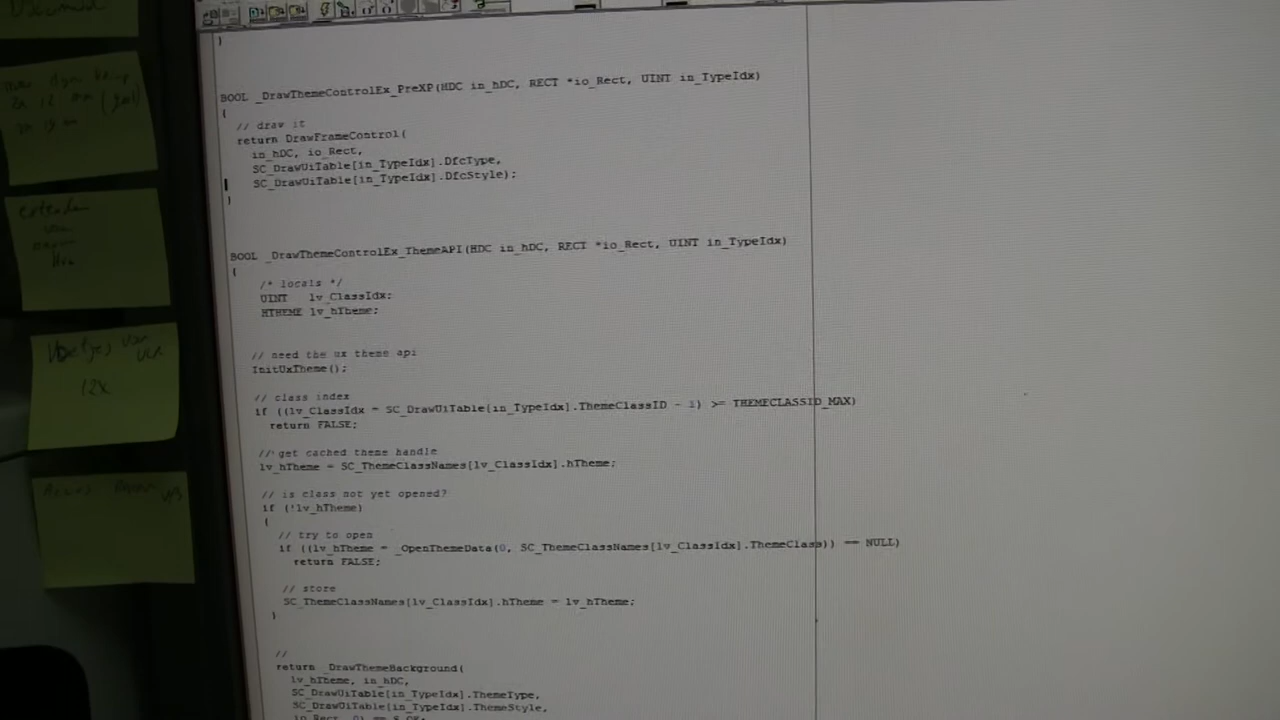 }
BOOL _DrawThemeControlEx_PreXP(HDC in_hDC, RECT *io_Rect, UINT in_TypeIdx)
{
// draw it
return DrawFrameControl(
in_hDC, io_Rect,
SC_DrawUiTable[in_TypeIdx].DfcType,
SC_DrawUiTable[in_TypeIdx].DfcStyle);
}
BOOL _DrawThemeControlEx_ThemeAPI(HDC in_hDC, RECT *io_Rect, UINT in_TypeIdx)
{
/* locals */
UINT lv_ClassIdx;
HTHEME lv_hTheme;
// need the ux theme api
InitUxTheme();
// class index
if ((lv_ClassIdx = SC_DrawUiTable[in_TypeIdx].ThemeClassID - 1) >= THEMECLASSID_MAX)
return FALSE;
// get cached theme handle
lv_hTheme = SC_ThemeClassNames[lv_ClassIdx].hTheme;
// is class not yet opened?
if (!lv_hTheme)
{
// try to open
if ((lv_hTheme = _OpenThemeData(0, SC_ThemeClassNames[lv_ClassIdx].ThemeClass)) == NULL)
return FALSE;
// store
SC_ThemeClassNames[lv_ClassIdx].hTheme = lv_hTheme;
}
//
return _DrawThemeBackground(
lv_hTheme, in_hDC,
SC_DrawUiTable[in_TypeIdx].ThemeType,
SC_DrawUiTable[in_TypeIdx].ThemeStyle,
io_Rect, 0) == S_OK;
12x